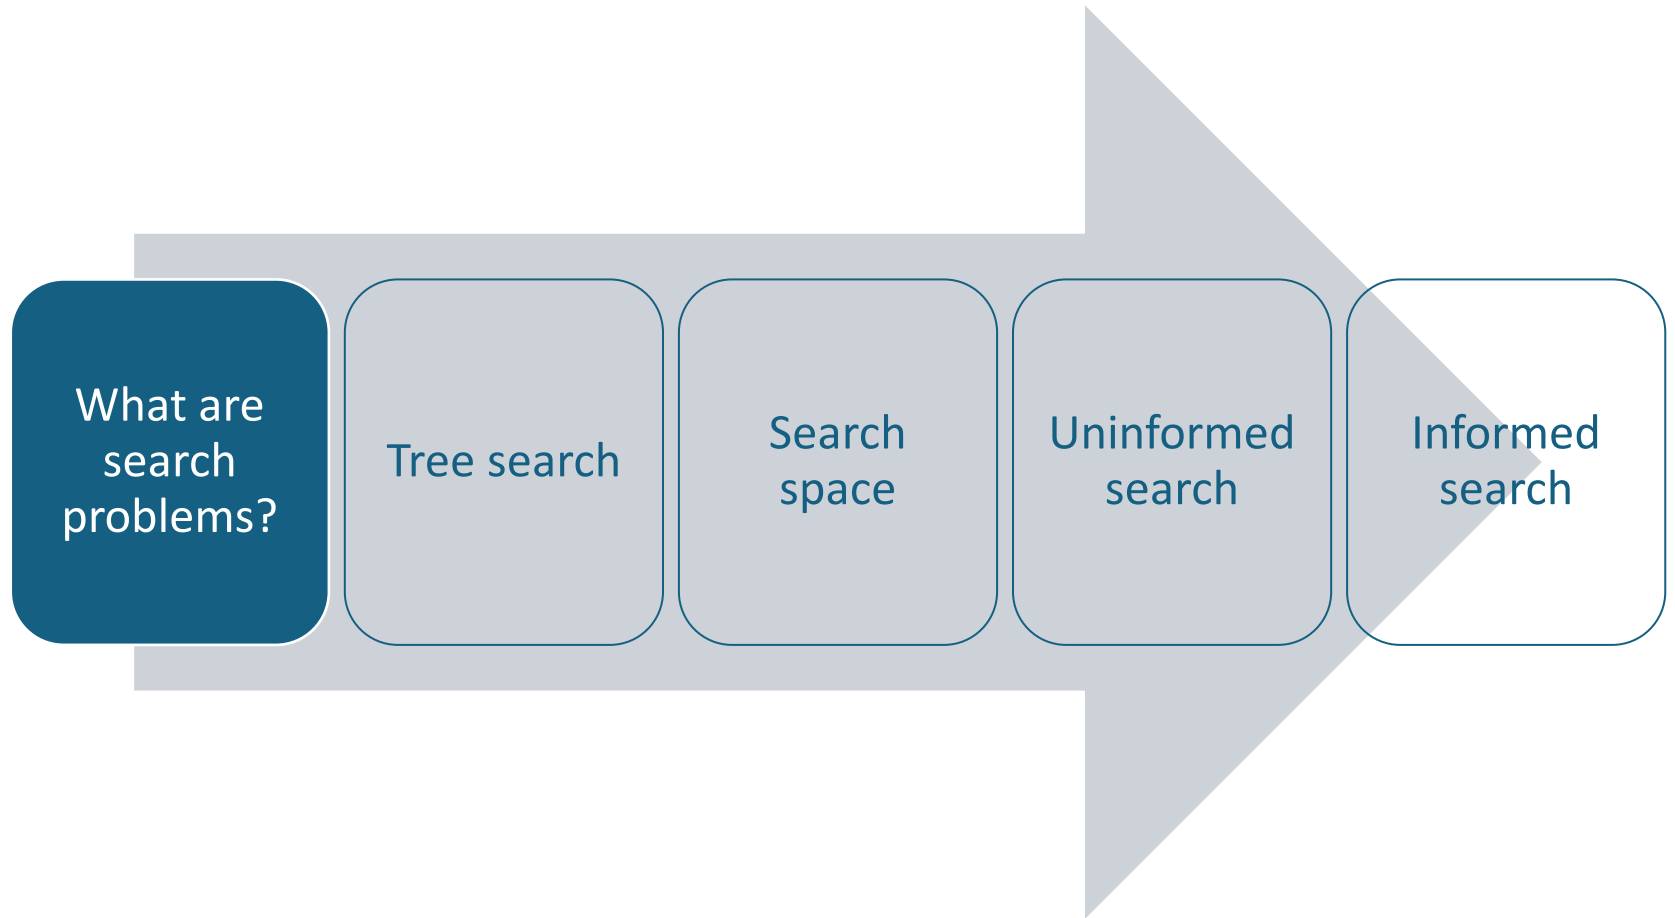 What are
search
problems?
Tree search
Search
space
Uninformed
search
Informed
search